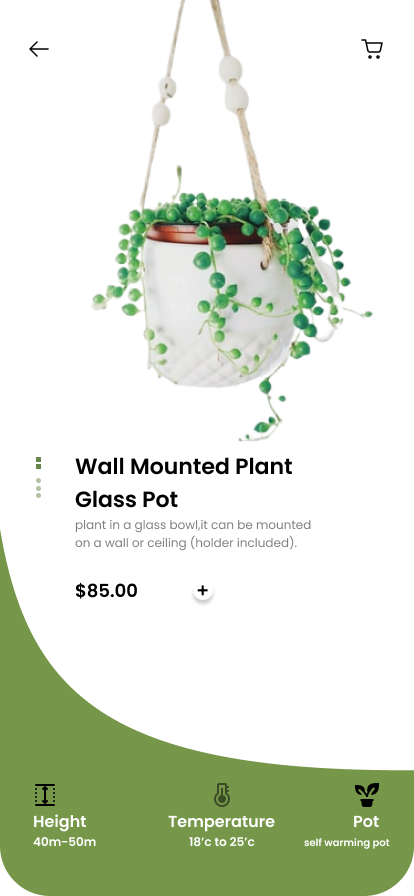 Wall Mounted Plant
Glass Pot
plant in a glass bowl,it can be mounted
on a wall or ceiling (holder included).
$85.00 +
Height Temperature Pot
40m-50m 18’c to 25’c self warming pot